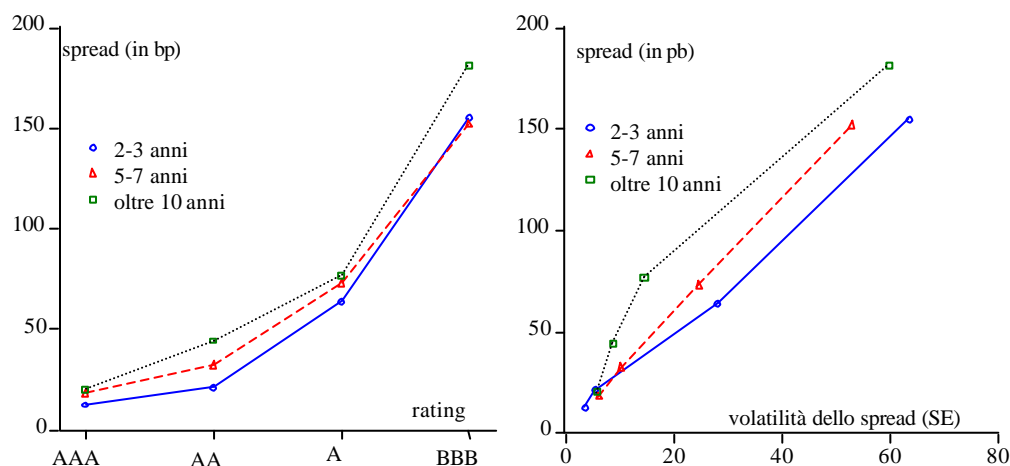 200
spread (in bp)
150
2-3 anni
5-7 anni
oltre 10 anni
100
50
rating
0
AAA
AA
A
BBB
200
spread (in pb)
150
2-3 anni
5-7 anni
oltre 10 anni
100
50
volatilità dello spread (SE)
0
0
20
40
60
80